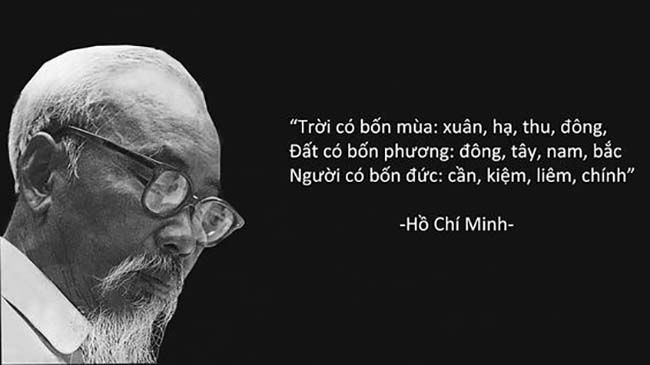 “Trời có bốn mùa: xuân, hạ, thu, đông,
Đất có bốn phương: đông, tây, nam, bắc
Người có bốn đức: cần, kiệm, liêm, chính”
-Hồ Chí Minh-